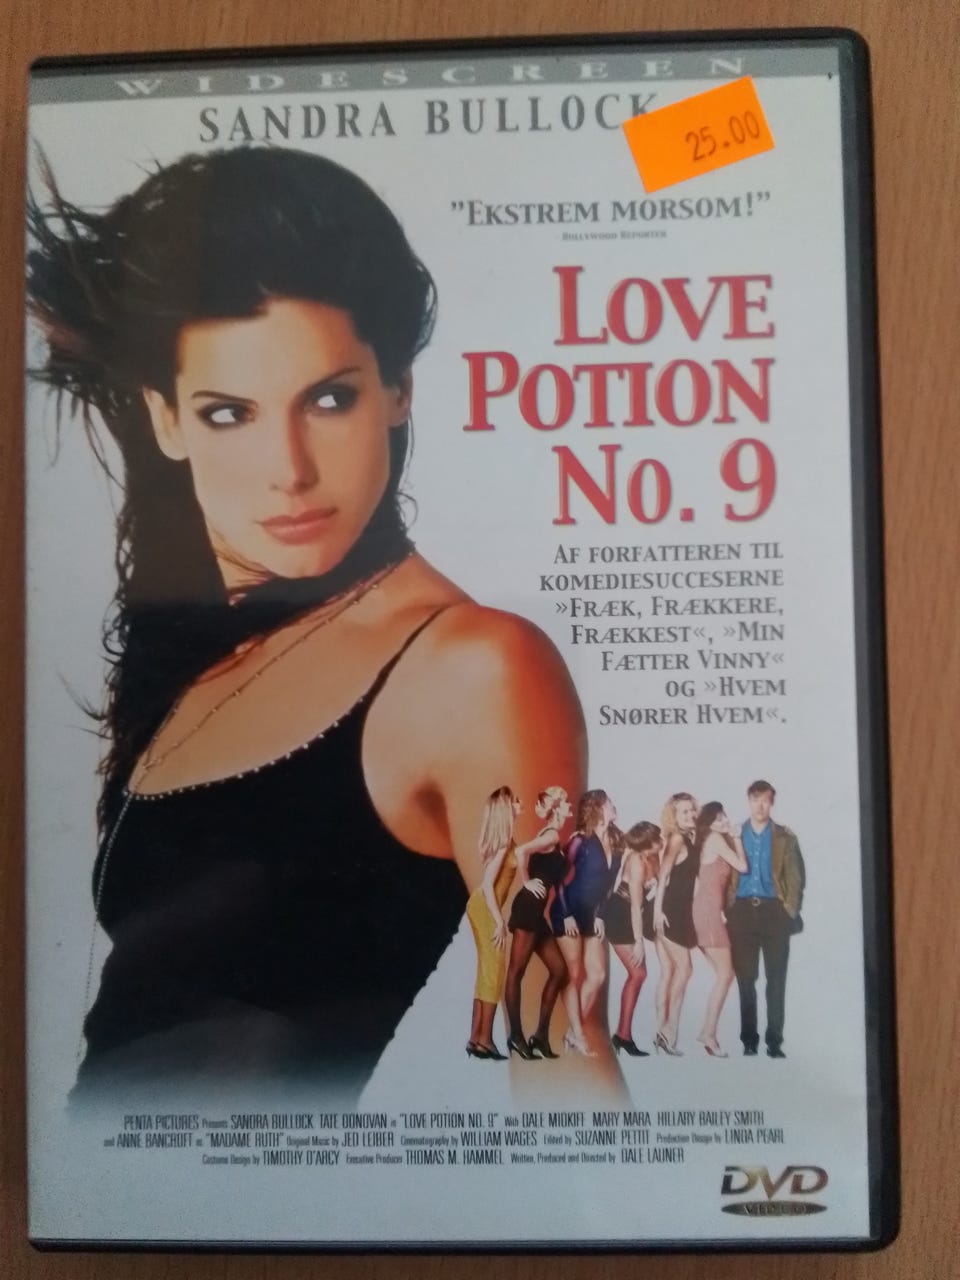 WIDESCREEN
SANDRA BULLOCK
25.00
”EKSTREM MORSOM!”
HOLLYWOOD REPORTER
LOVE
POTION
NO. 9
AF FORFATTEREN TIL
KOMEDIESUCCESERNE
»FRÆK, FRÆKKERE,
FRÆKKEST«, »MIN
FÆTTER VINNY«
OG »HVEM
SNØRER HVEM«.
PENTA PICTURES Presents SANDRA BULLOCK TATE DONOVAN in "LOVE POTION NO. 9" With DALE MIDKIFF MARY MARA HILLARY BAILEY SMITH
and ANNE BANCROFT as "MADAME RUTH" Original Music by JED LEIBER Cinematography by WILLIAM WAGES Edited by SUZANNE PETTIT Production Design by LINDA PEARL
Costume Design by TIMOTHY D'ARCY Executive Producer THOMAS M. HAMMEL Written, Produced and Directed by DALE LAUNER
DVD
VIDEO